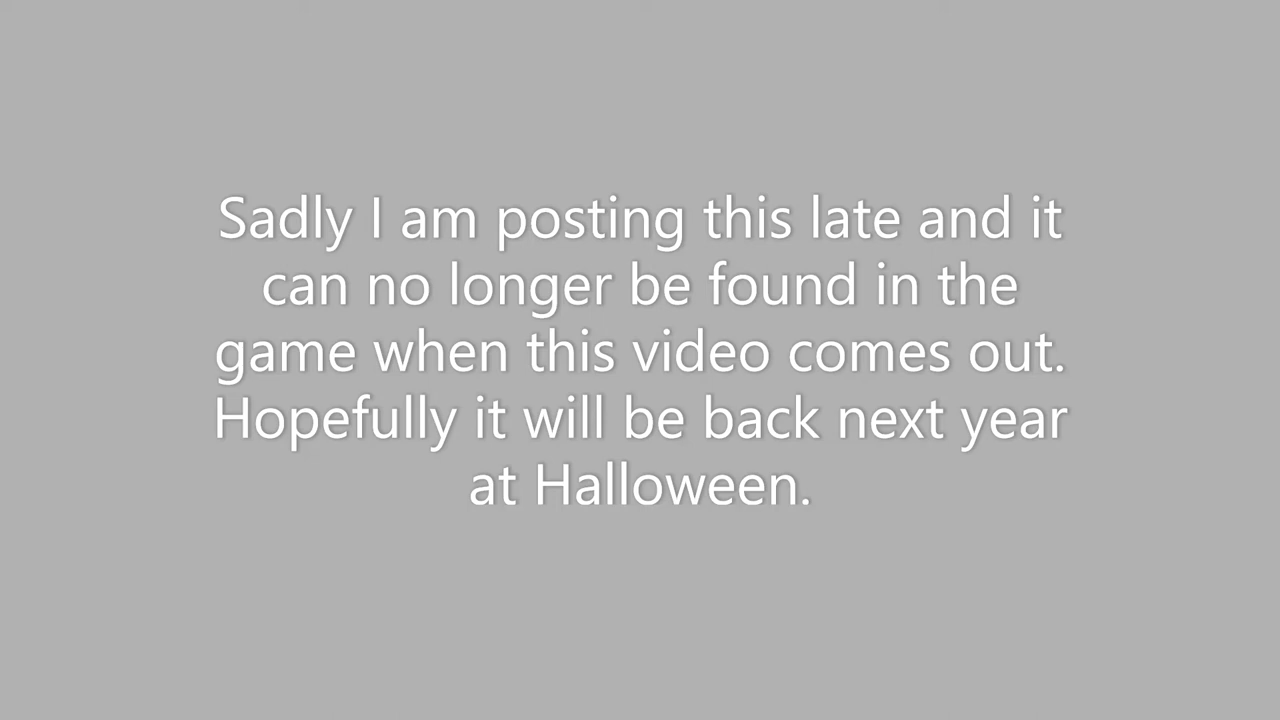 Sadly I am posting this late and it
can no longer be found in the
game when this video comes out.
Hopefully it will be back next year
at Halloween.